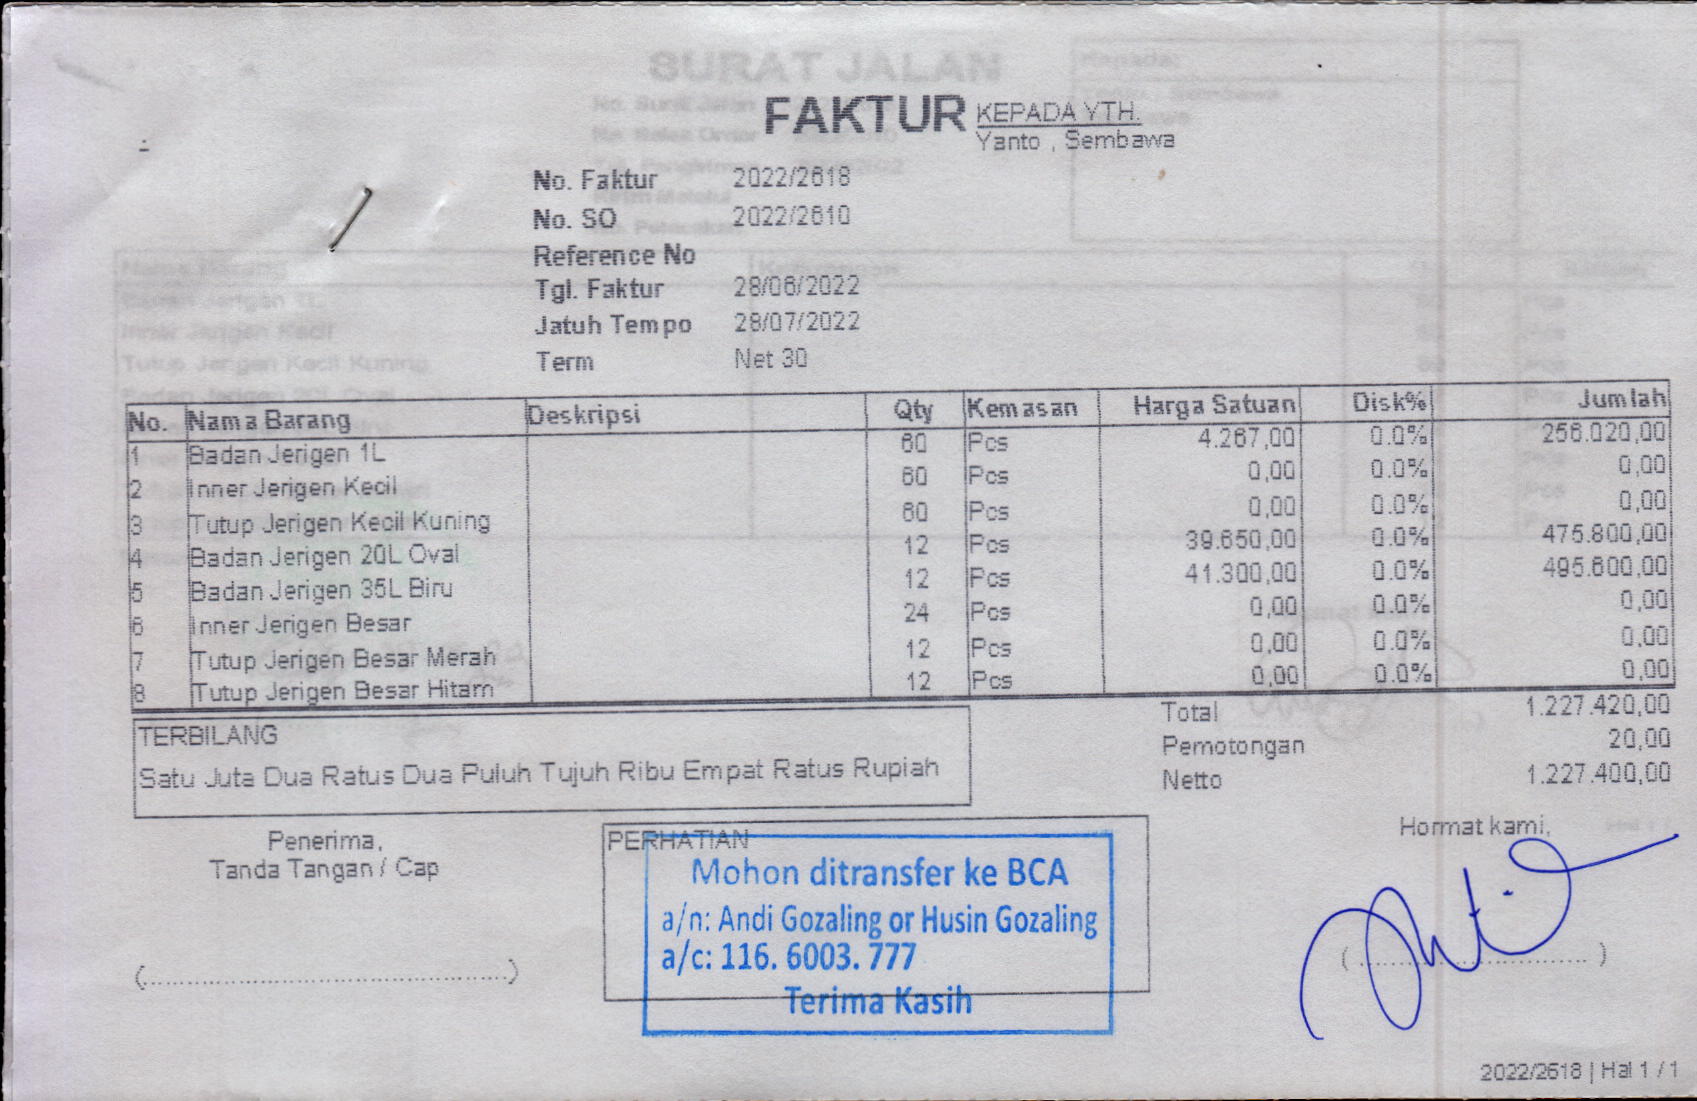 SURAT JALAN
FAKTUR
KEPADA YTH.
Yanto , Sembawa
No. Faktur 2022/2618
No. SO 2022/2610
Reference No
Tgl. Faktur 28/06/2022
Jatuh Tempo 28/07/2022
Term Net 30
No. Nama Barang Deskripsi Qty Kemasan Harga Satuan Disk% Jumlah
1 Badan Jerigen 1L 60 Pcs 4.267,00 0.0% 256.020,00
2 Inner Jerigen Kecil 60 Pcs 0,00 0.0% 0,00
3 Tutup Jerigen Kecil Kuning 60 Pcs 0,00 0.0% 0,00
4 Badan Jerigen 20L Oval 12 Pcs 39.650,00 0.0% 475.800,00
5 Badan Jerigen 35L Biru 12 Pcs 41.300,00 0.0% 495.600,00
6 Inner Jerigen Besar 24 Pcs 0,00 0.0% 0,00
7 Tutup Jerigen Besar Merah 12 Pcs 0,00 0.0% 0,00
8 Tutup Jerigen Besar Hitam 12 Pcs 0,00 0.0% 0,00
Total 1.227.420,00
Pemotongan 20,00
Netto 1.227.400,00
TERBILANG
Satu Juta Dua Ratus Dua Puluh Tujuh Ribu Empat Ratus Rupiah
Penerima,
Tanda Tangan / Cap
(...............................................)
PERHATIAN
Mohon ditransfer ke BCA
a/n: Andi Gozaling or Husin Gozaling
a/c: 116. 6003. 777
Terima Kasih
Hormat kami,
(...............................)
2022/2618 | Hal 1 / 1